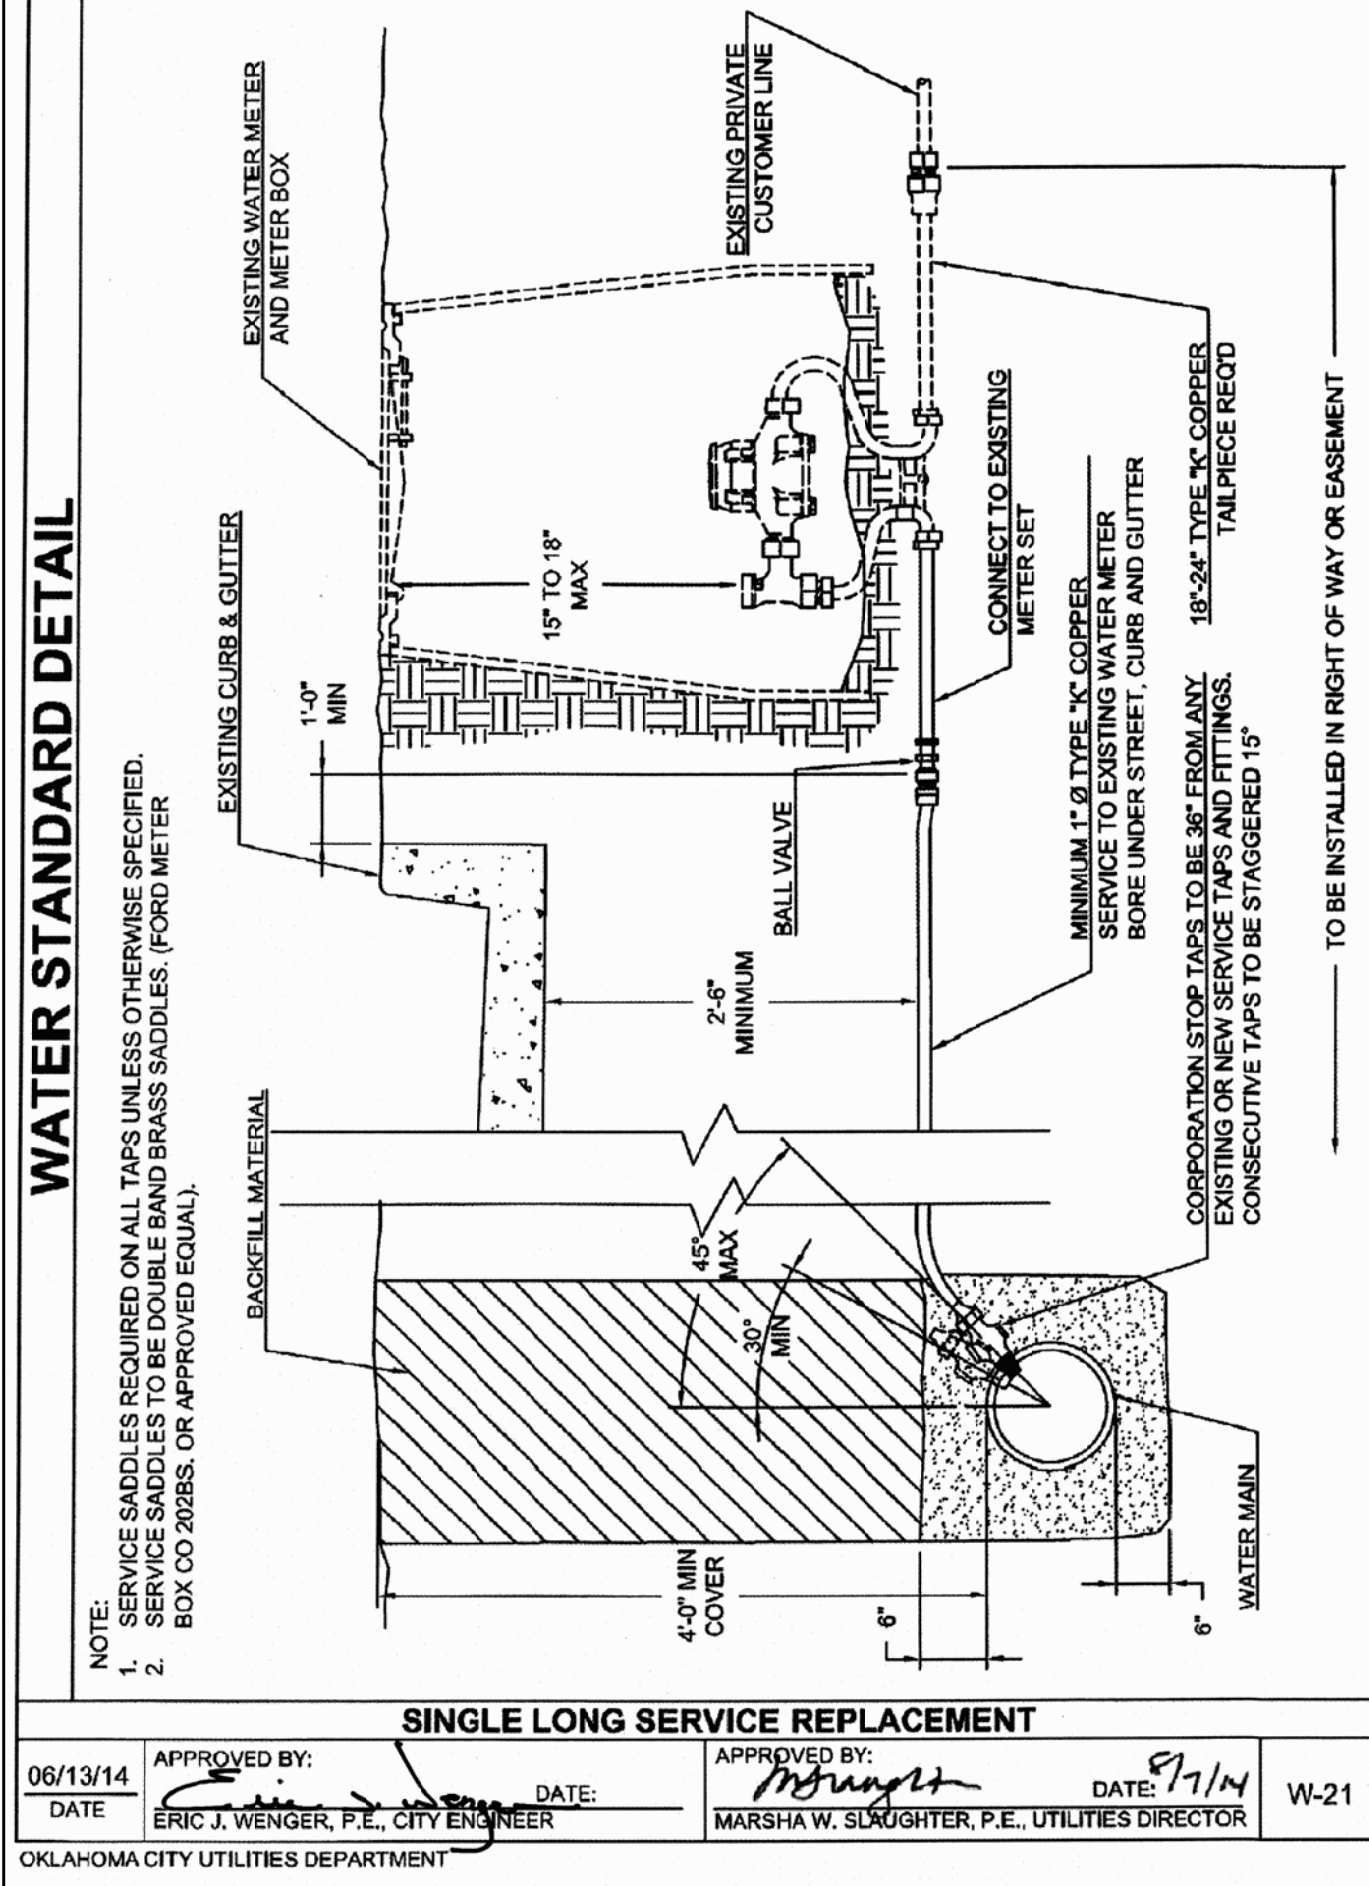 WATER STANDARD DETAIL
NOTE:
1. SERVICE SADDLES REQUIRED ON ALL TAPS UNLESS OTHERWISE SPECIFIED.
2. SERVICE SADDLES TO BE DOUBLE BAND BRASS SADDLES. (FORD METER
BOX CO 202BS. OR APPROVED EQUAL).
BACKFILL MATERIAL
EXISTING CURB & GUTTER
EXISTING WATER METER
AND METER BOX
1'-0"
MIN
15" TO 18"
MAX
EXISTING PRIVATE
CUSTOMER LINE
4'-0" MIN
COVER
45°
MAX
30°
MIN
2'-6"
MINIMUM
BALL VALVE
6"
6"
WATER MAIN
CONNECT TO EXISTING
METER SET
MINIMUM 1" Ø TYPE "K" COPPER
SERVICE TO EXISTING WATER METER
BORE UNDER STREET, CURB AND GUTTER
18"-24" TYPE "K" COPPER
TAILPIECE REQ'D
CORPORATION STOP TAPS TO BE 36" FROM ANY
EXISTING OR NEW SERVICE TAPS AND FITTINGS.
CONSECUTIVE TAPS TO BE STAGGERED 15°
TO BE INSTALLED IN RIGHT OF WAY OR EASEMENT
SINGLE LONG SERVICE REPLACEMENT
06/13/14
DATE
APPROVED BY:
DATE:
ERIC J. WENGER, P.E., CITY ENGINEER
APPROVED BY:
DATE: 8/7/14
MARSHA W. SLAUGHTER, P.E., UTILITIES DIRECTOR
W-21
OKLAHOMA CITY UTILITIES DEPARTMENT